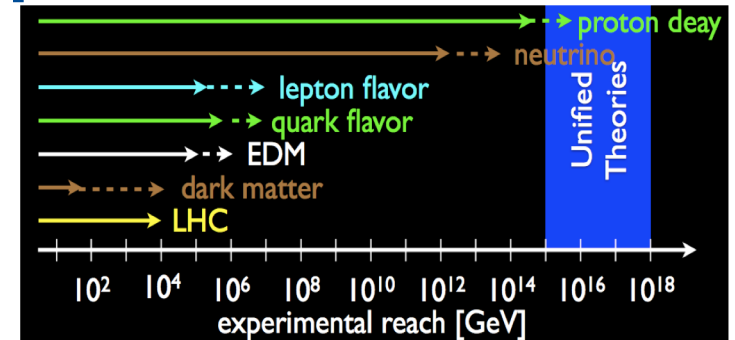 proton deay
neutrino
lepton flavor
quark flavor
EDM
dark matter
LHC
Unified
Theories
10² 10⁴ 10⁶ 10⁸ 10¹⁰ 10¹² 10¹⁴ 10¹⁶ 10¹⁸
experimental reach [GeV]